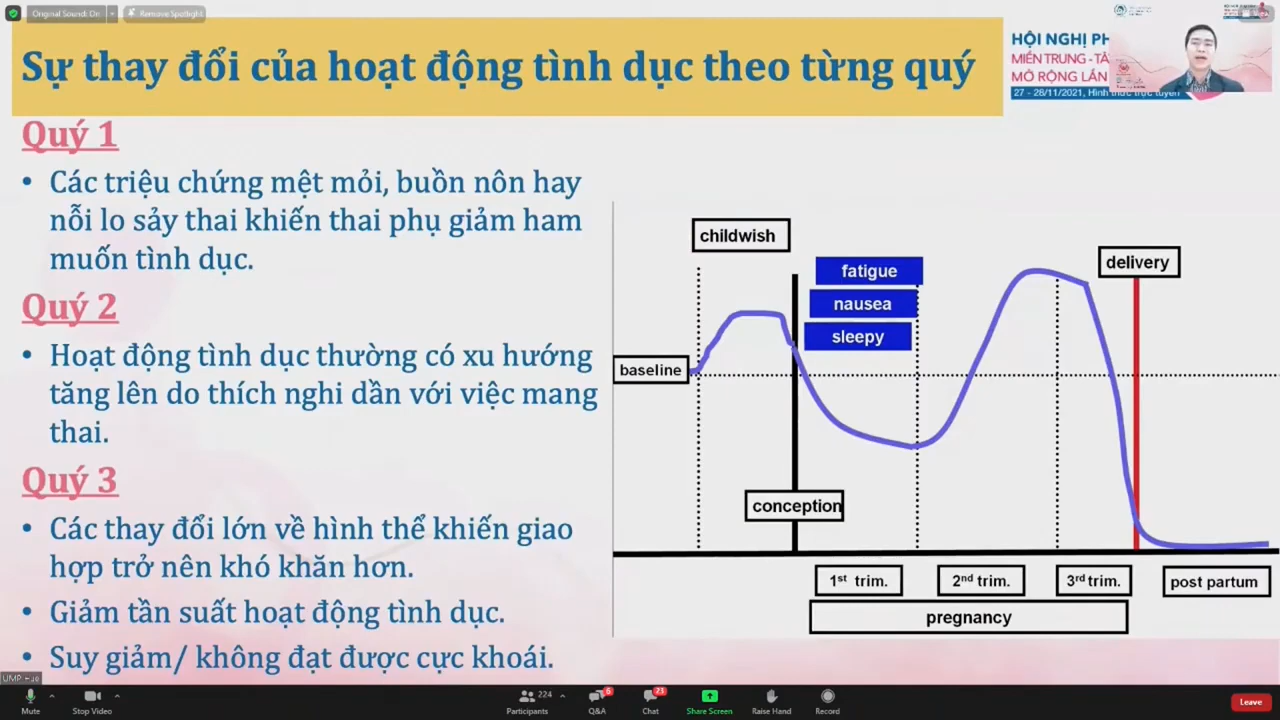 Original Sound: On
Remove Spotlight
Sự thay đổi của hoạt động tình dục theo từng quý
HỘI NGHỊ PH
MIỀN TRUNG - TÂ
MỞ RỘNG LẦN
27 - 28/11/2021, Hình thức trực tuyến
Quý 1
• Các triệu chứng mệt mỏi, buồn nôn hay
nỗi lo sảy thai khiến thai phụ giảm ham
muốn tình dục.
Quý 2
• Hoạt động tình dục thường có xu hướng
tăng lên do thích nghi dần với việc mang
thai.
Quý 3
• Các thay đổi lớn về hình thể khiến giao
hợp trở nên khó khăn hơn.
• Giảm tần suất hoạt động tình dục.
• Suy giảm/ không đạt được cực khoái.
childwish
fatigue
nausea
sleepy
delivery
baseline
conception
1st trim.
2nd trim.
3rd trim.
post partum
pregnancy
Mute
Stop Video
224
Participants
6
Q&A
23
Chat
Share Screen
Raise Hand
Record
Leave